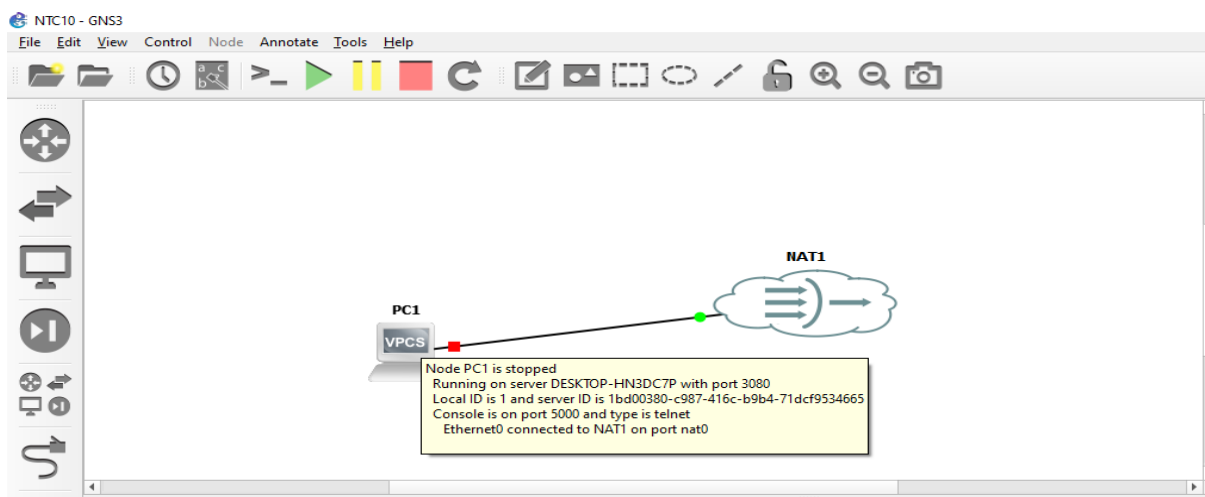 NTC10 - GNS3
File Edit View Control Node Annotate Tools Help
NAT1
PC1
VPCS
Node PC1 is stopped
Running on server DESKTOP-HN3DC7P with port 3080
Local ID is 1 and server ID is 1bd00380-c987-416c-b9b4-71dcf9534665
Console is on port 5000 and type is telnet
Ethernet0 connected to NAT1 on port nat0